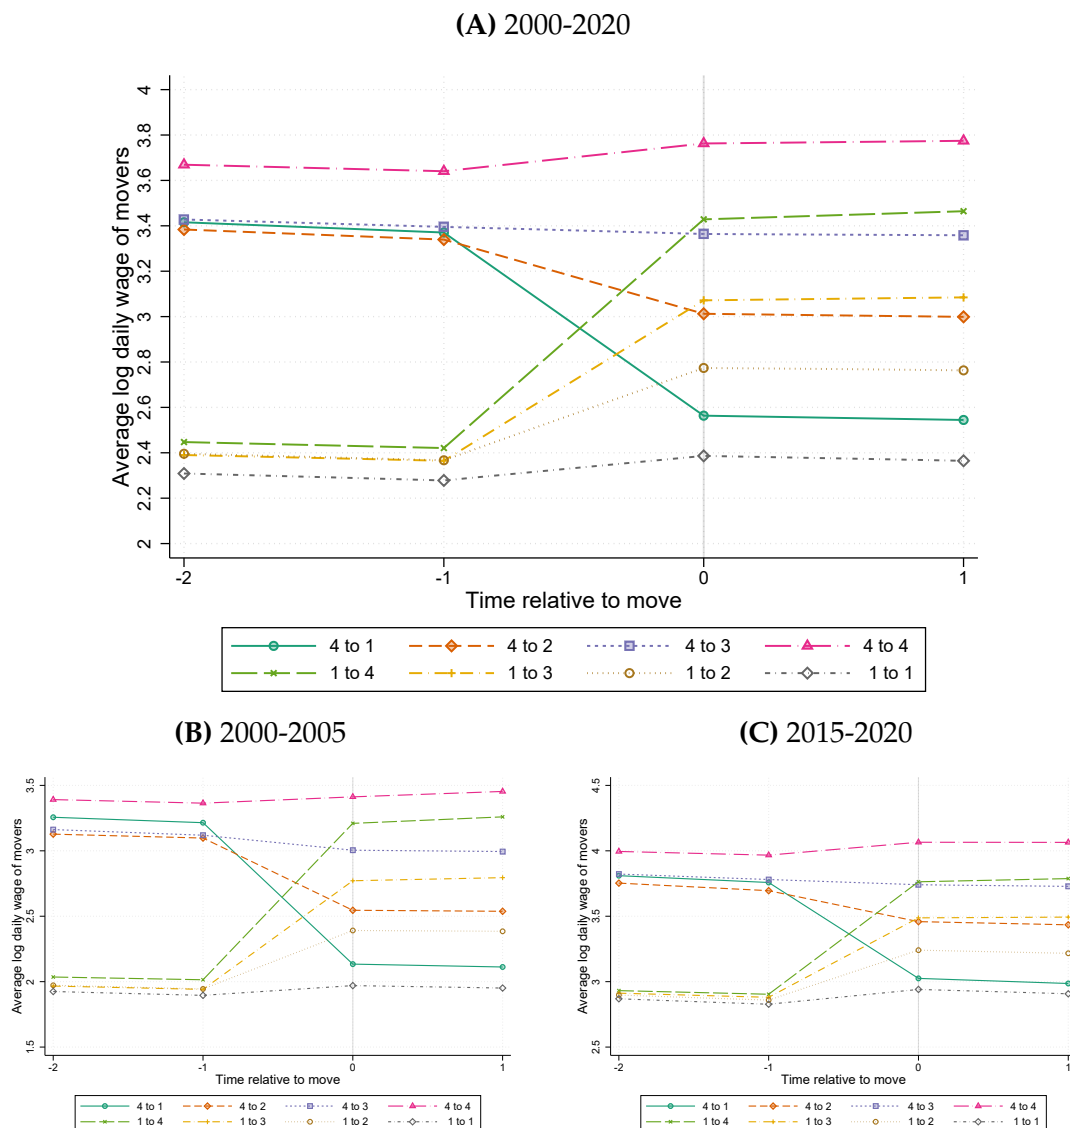 (A) 2000-2020
Average log daily wage of movers
4
3.8
3.6
3.4
3.2
3
2.8
2.6
2.4
2.2
2
-2 -1 0 1
Time relative to move
4 to 1 4 to 2 4 to 3 4 to 4
1 to 4 1 to 3 1 to 2 1 to 1
(B) 2000-2005
Average log daily wage of movers
3.5
3
2.5
2
1.5
-2 -1 0 1
Time relative to move
4 to 1 4 to 2 4 to 3 4 to 4
1 to 4 1 to 3 1 to 2 1 to 1
(C) 2015-2020
Average log daily wage of movers
4.5
4
3.5
3
2.5
-2 -1 0 1
Time relative to move
4 to 1 4 to 2 4 to 3 4 to 4
1 to 4 1 to 3 1 to 2 1 to 1